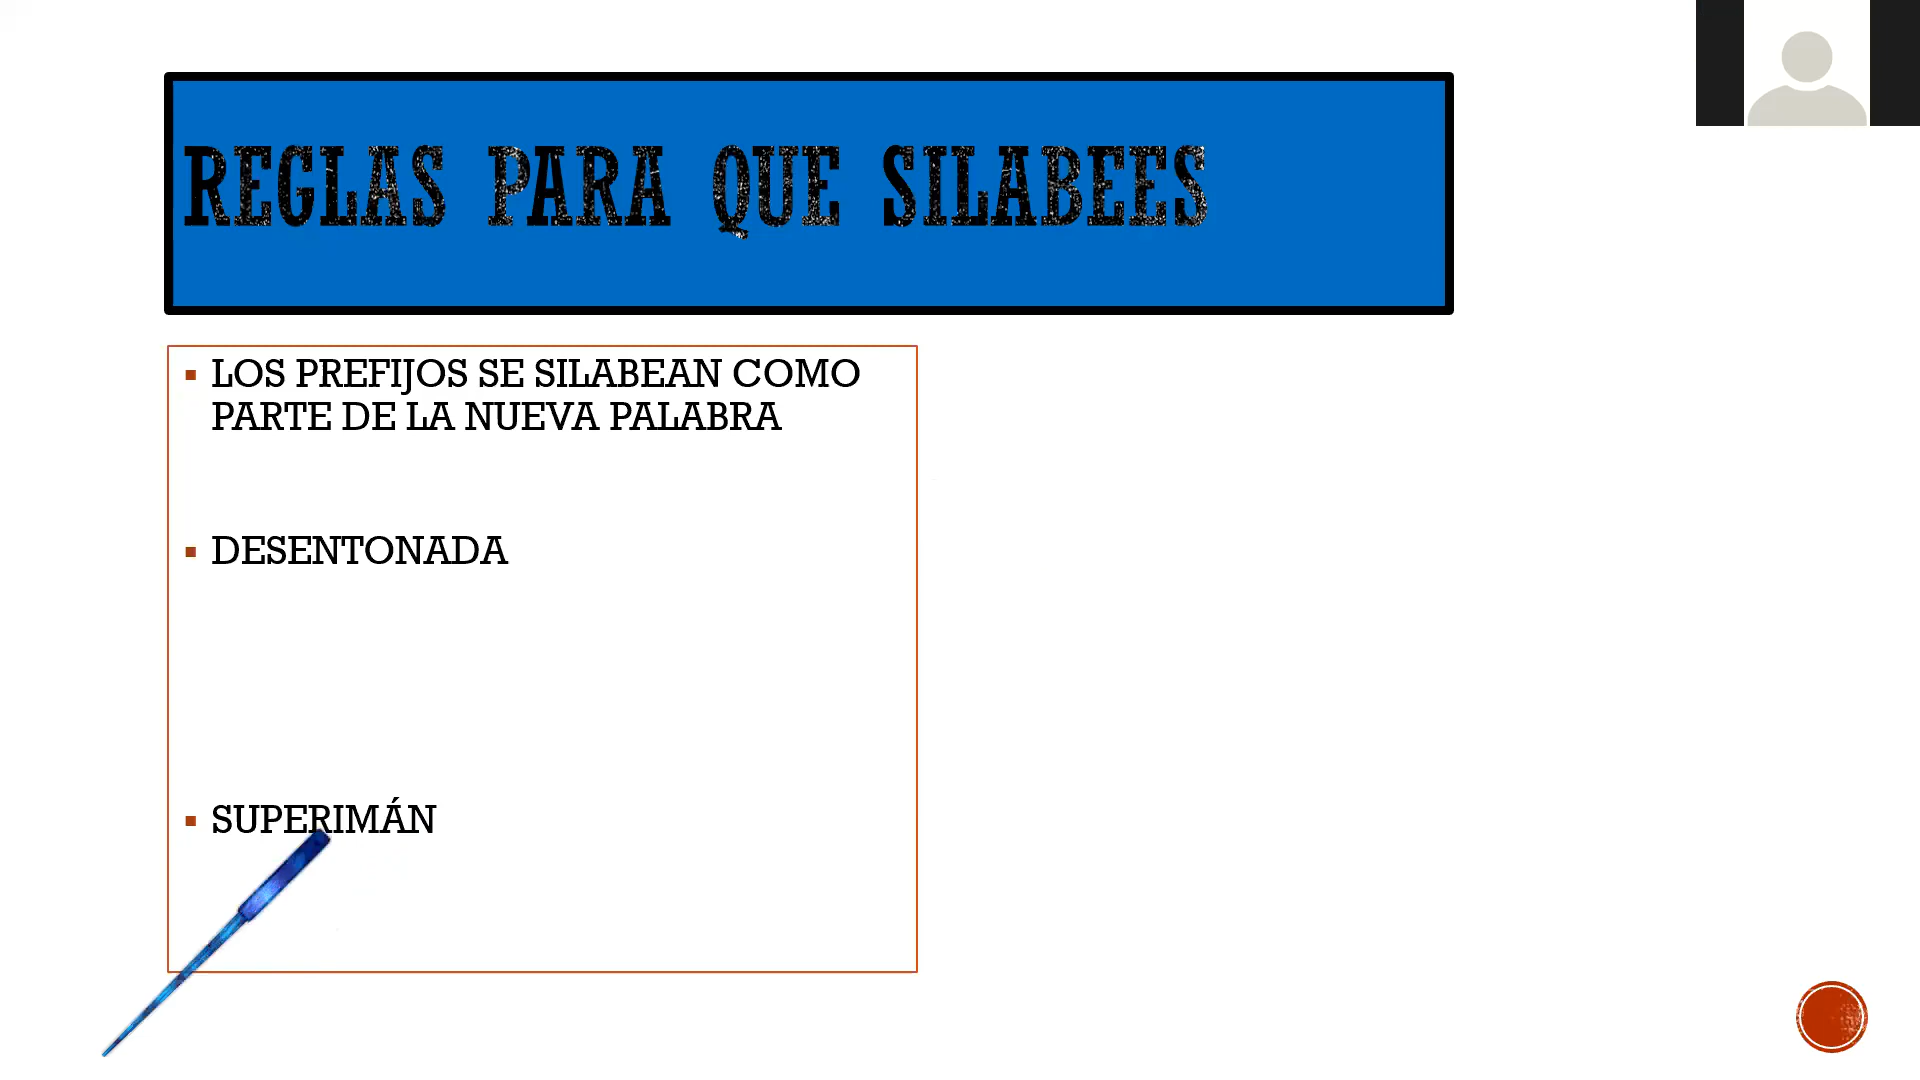 REGLAS PARA QUE SILABEES
▪ LOS PREFIJOS SE SILABEAN COMO
PARTE DE LA NUEVA PALABRA
▪ DESENTONADA
▪ SUPERIMÁN